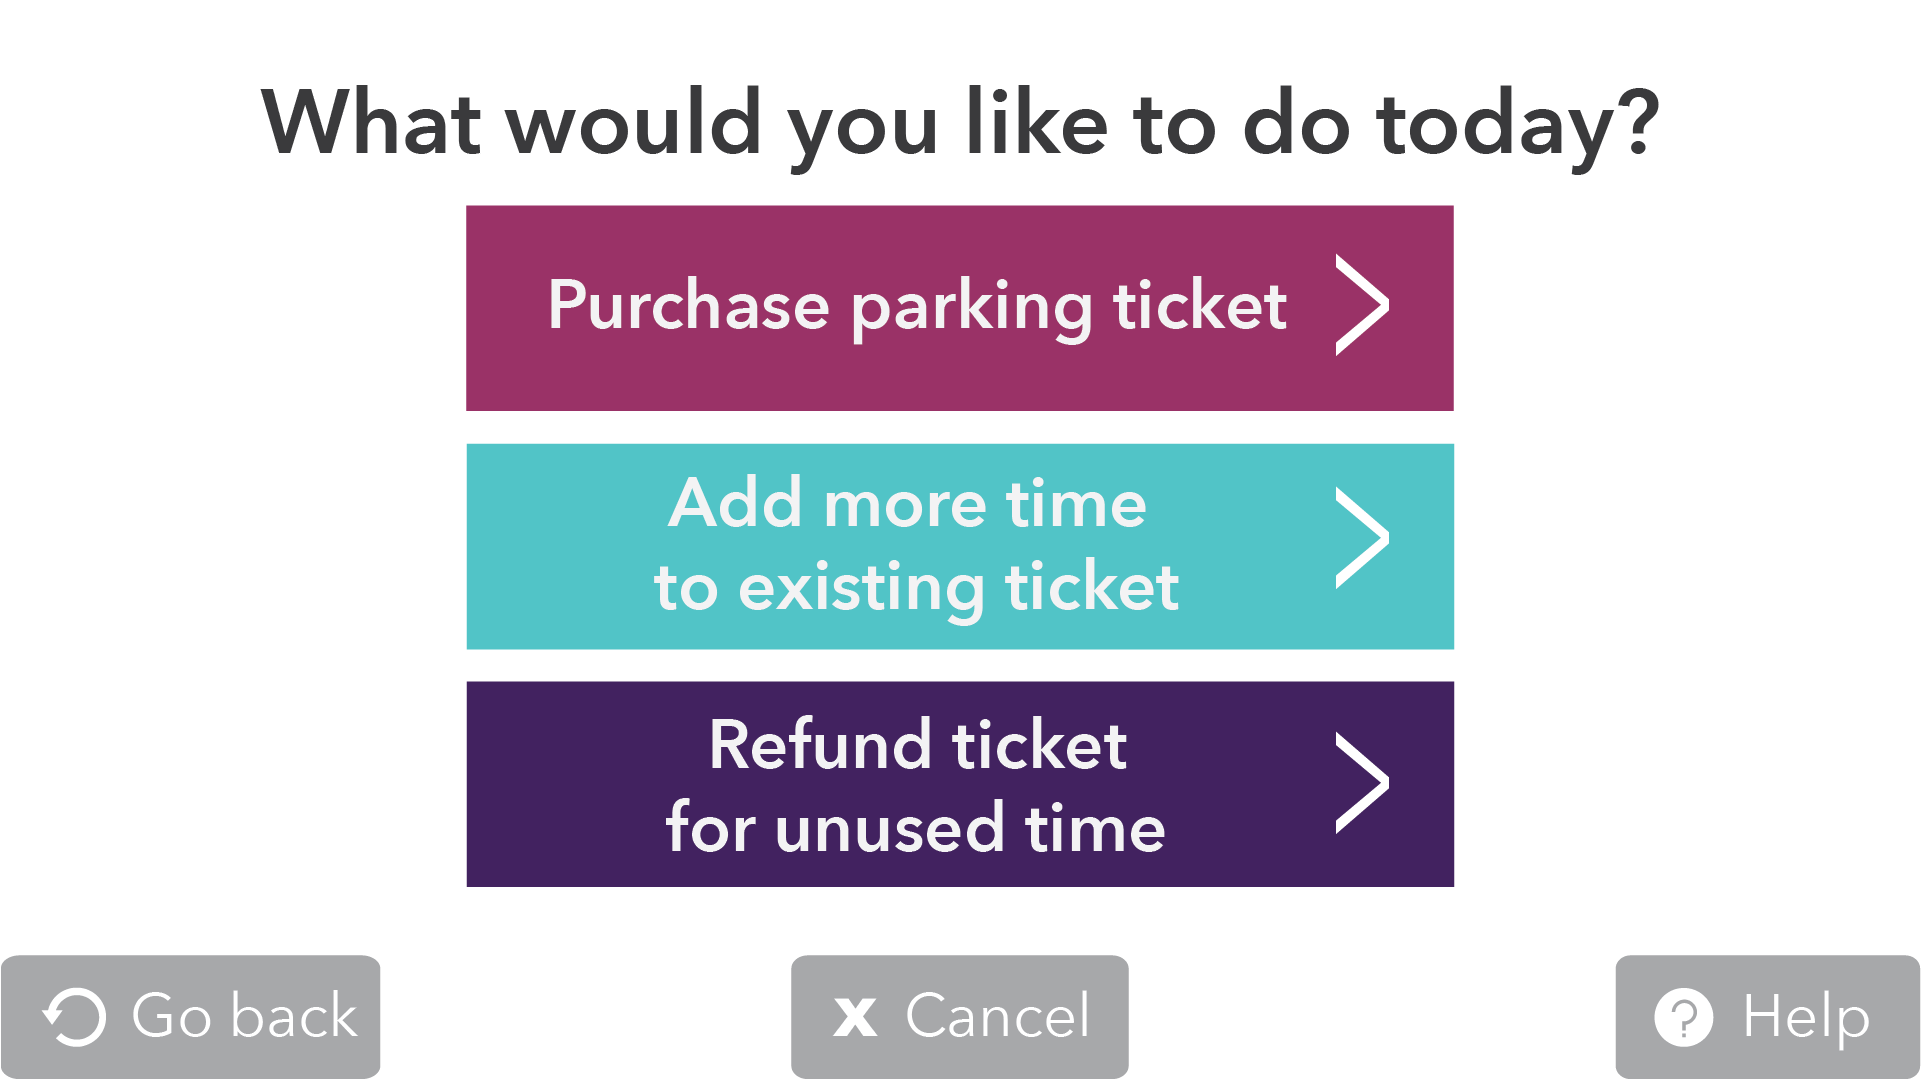 What would you like to do today?
Purchase parking ticket
Add more time
to existing ticket
Refund ticket
for unused time
Go back
x Cancel
? Help